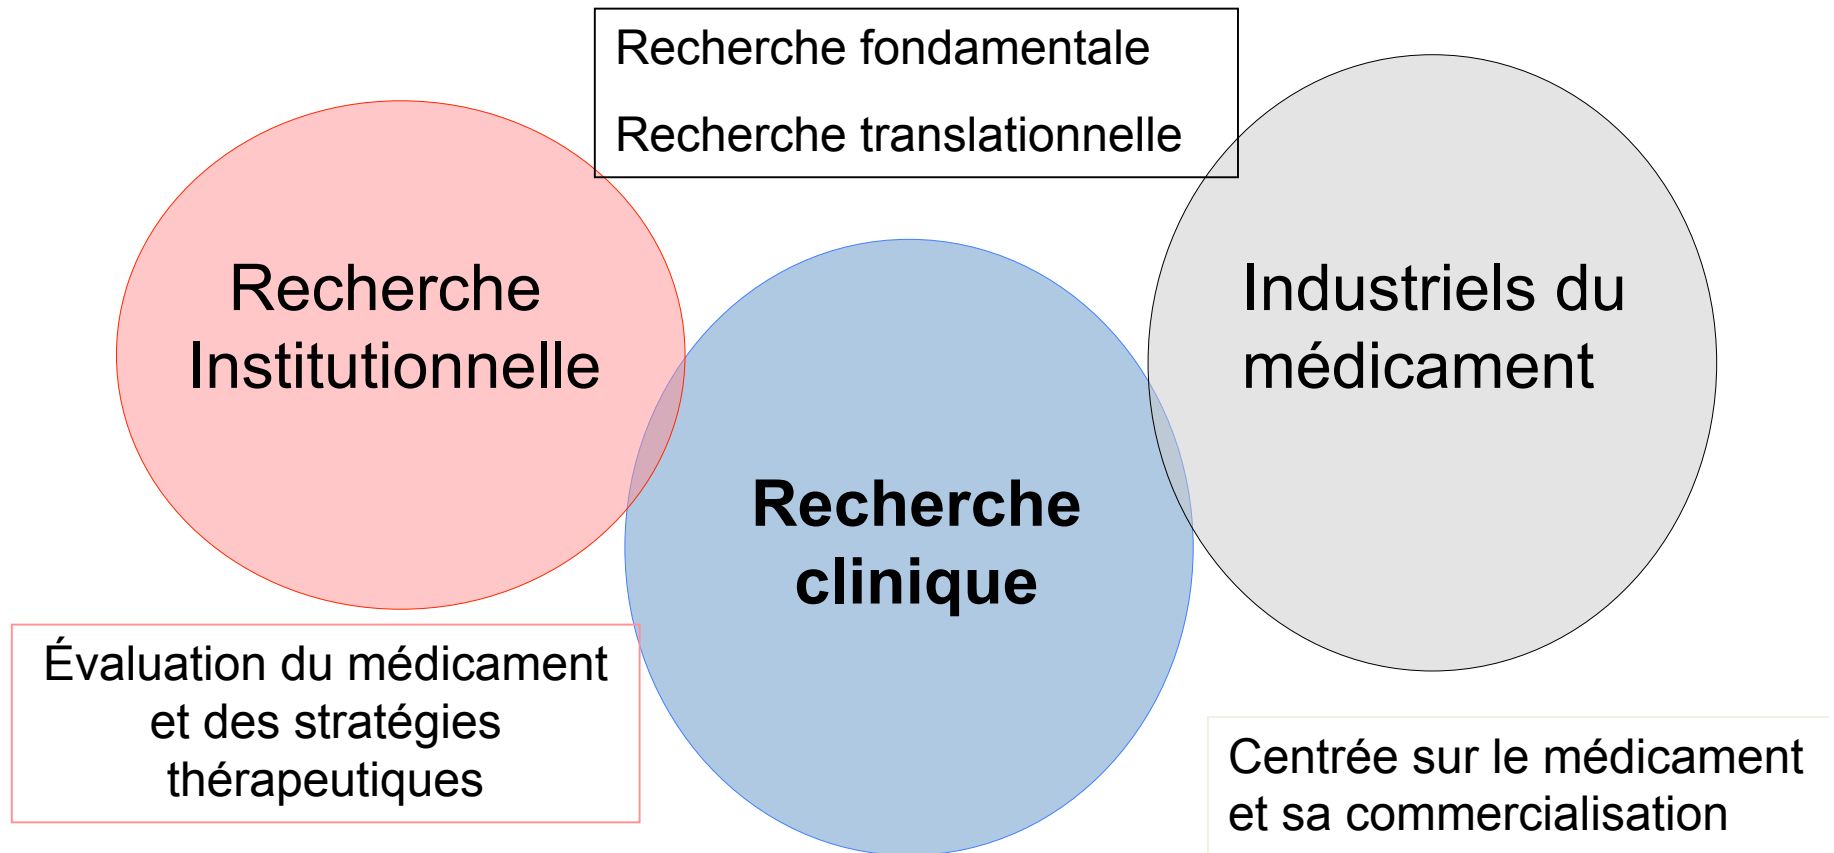 Recherche fondamentale
Recherche translationnelle
Recherche
Institutionnelle
Industriels du
médicament
Recherche
clinique
Évaluation du médicament
et des stratégies
thérapeutiques
Centrée sur le médicament
et sa commercialisation